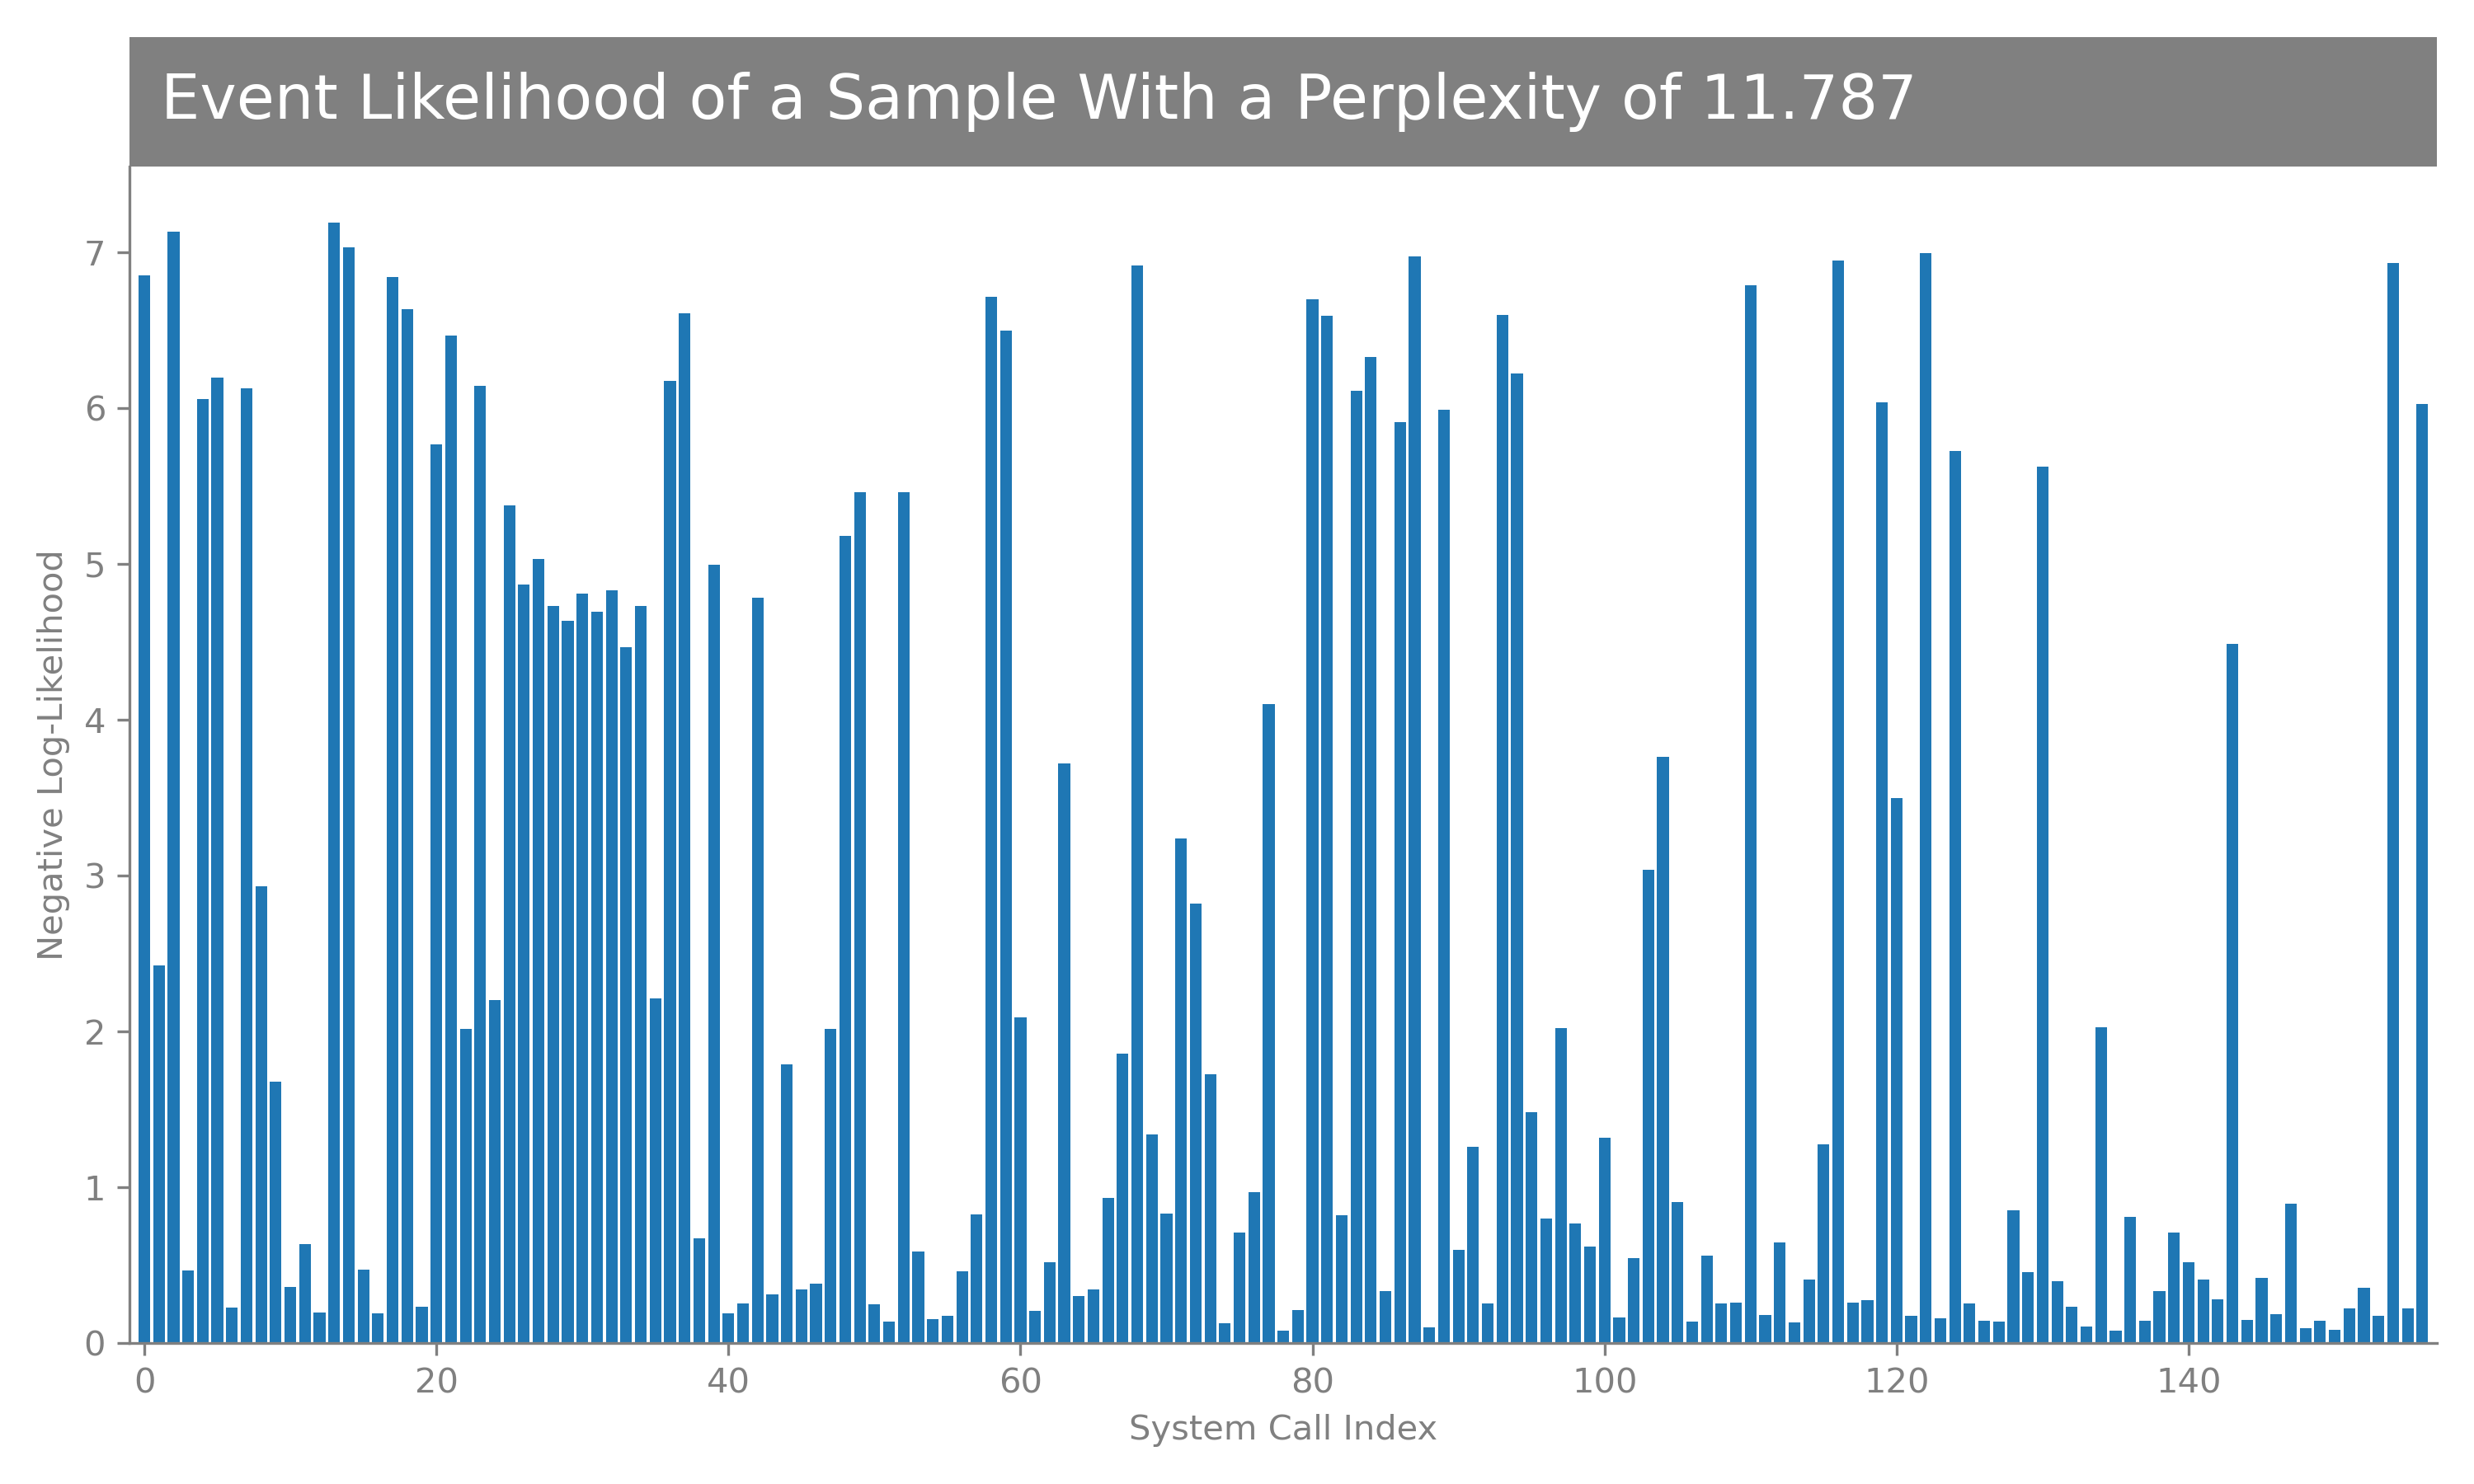 Event Likelihood of a Sample With a Perplexity of 11.787
Negative Log-Likelihood
7
6
5
4
3
2
1
0
0 20 40 60 80 100 120 140
System Call Index